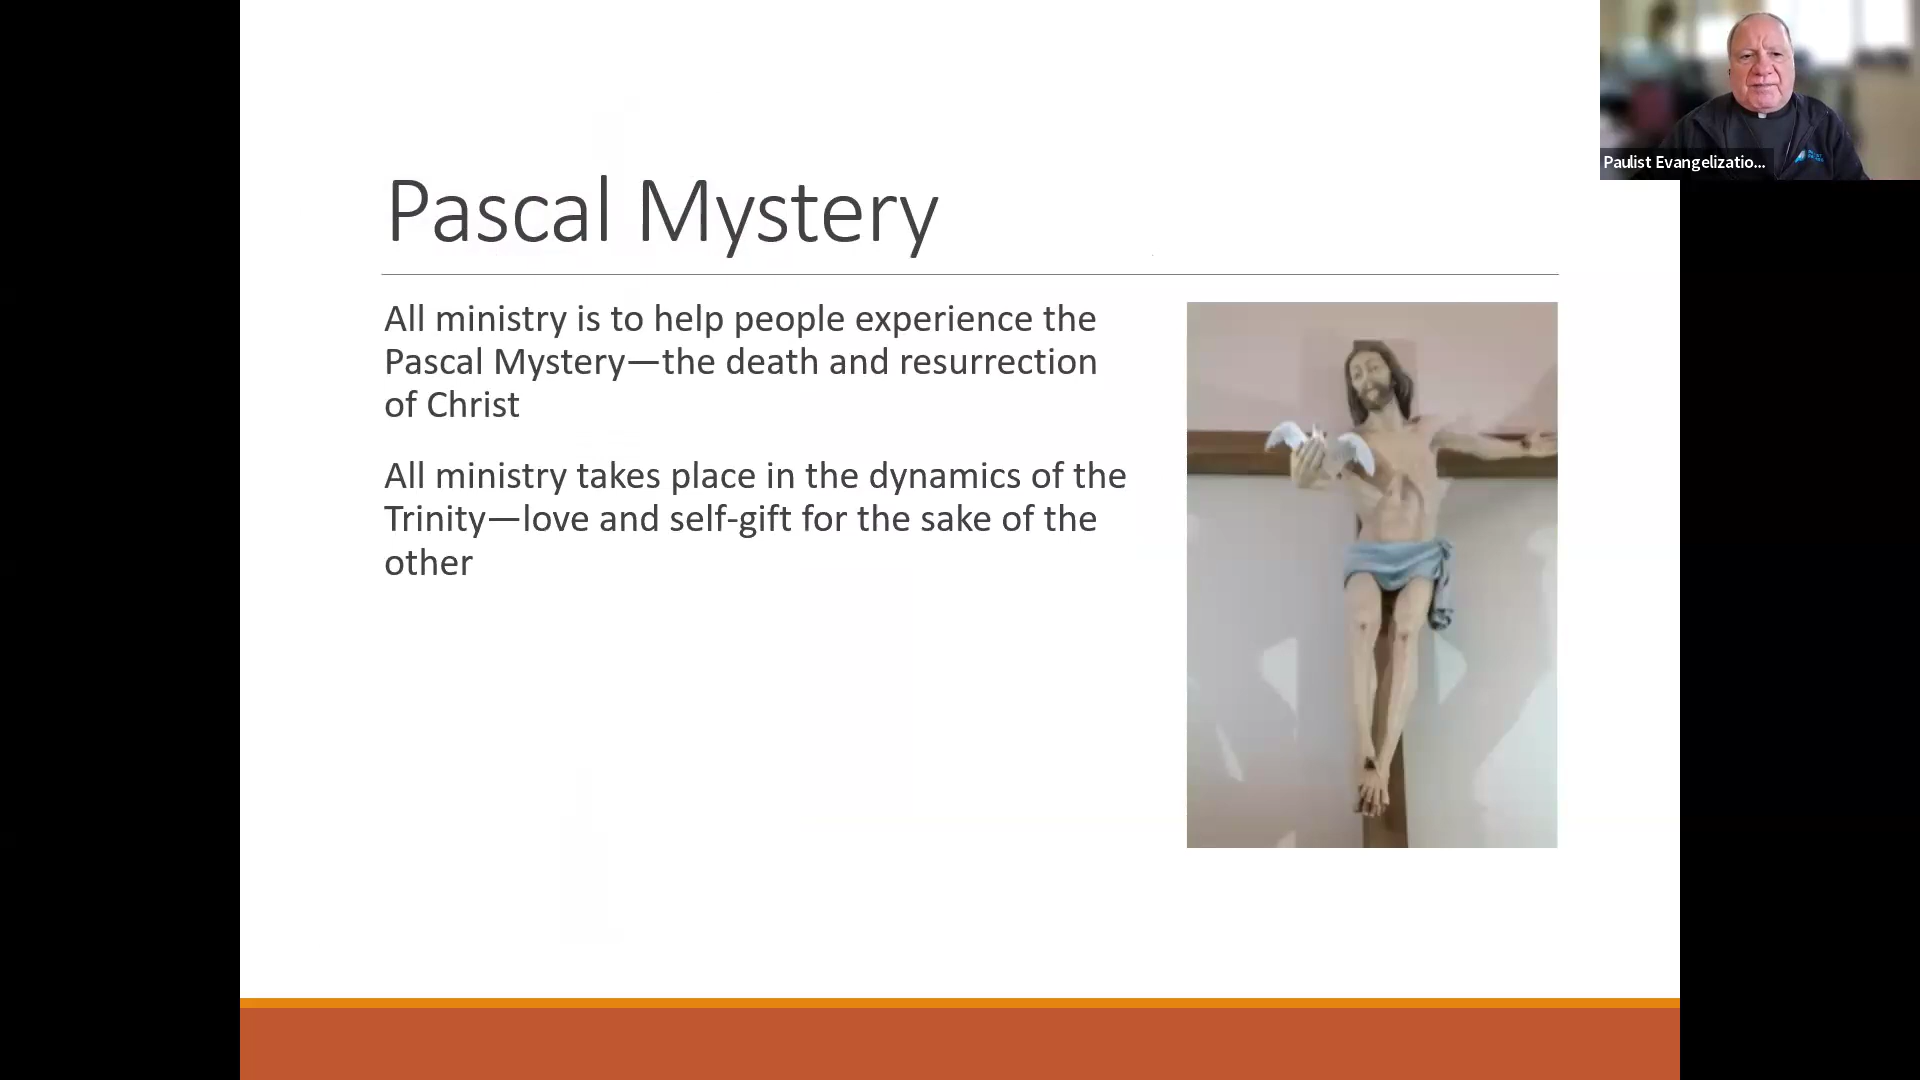 Paulist Evangelizatio...
Pascal Mystery
All ministry is to help people experience the
Pascal Mystery—the death and resurrection
of Christ
All ministry takes place in the dynamics of the
Trinity—love and self-gift for the sake of the
other